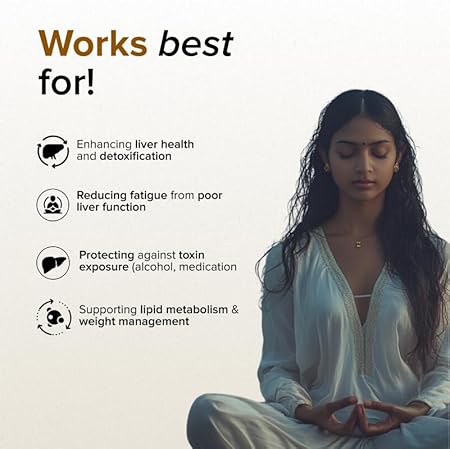 Works best
for!
Enhancing liver health
and detoxification
Reducing fatigue from poor
liver function
Protecting against toxin
exposure (alcohol, medication
Supporting lipid metabolism &
weight management